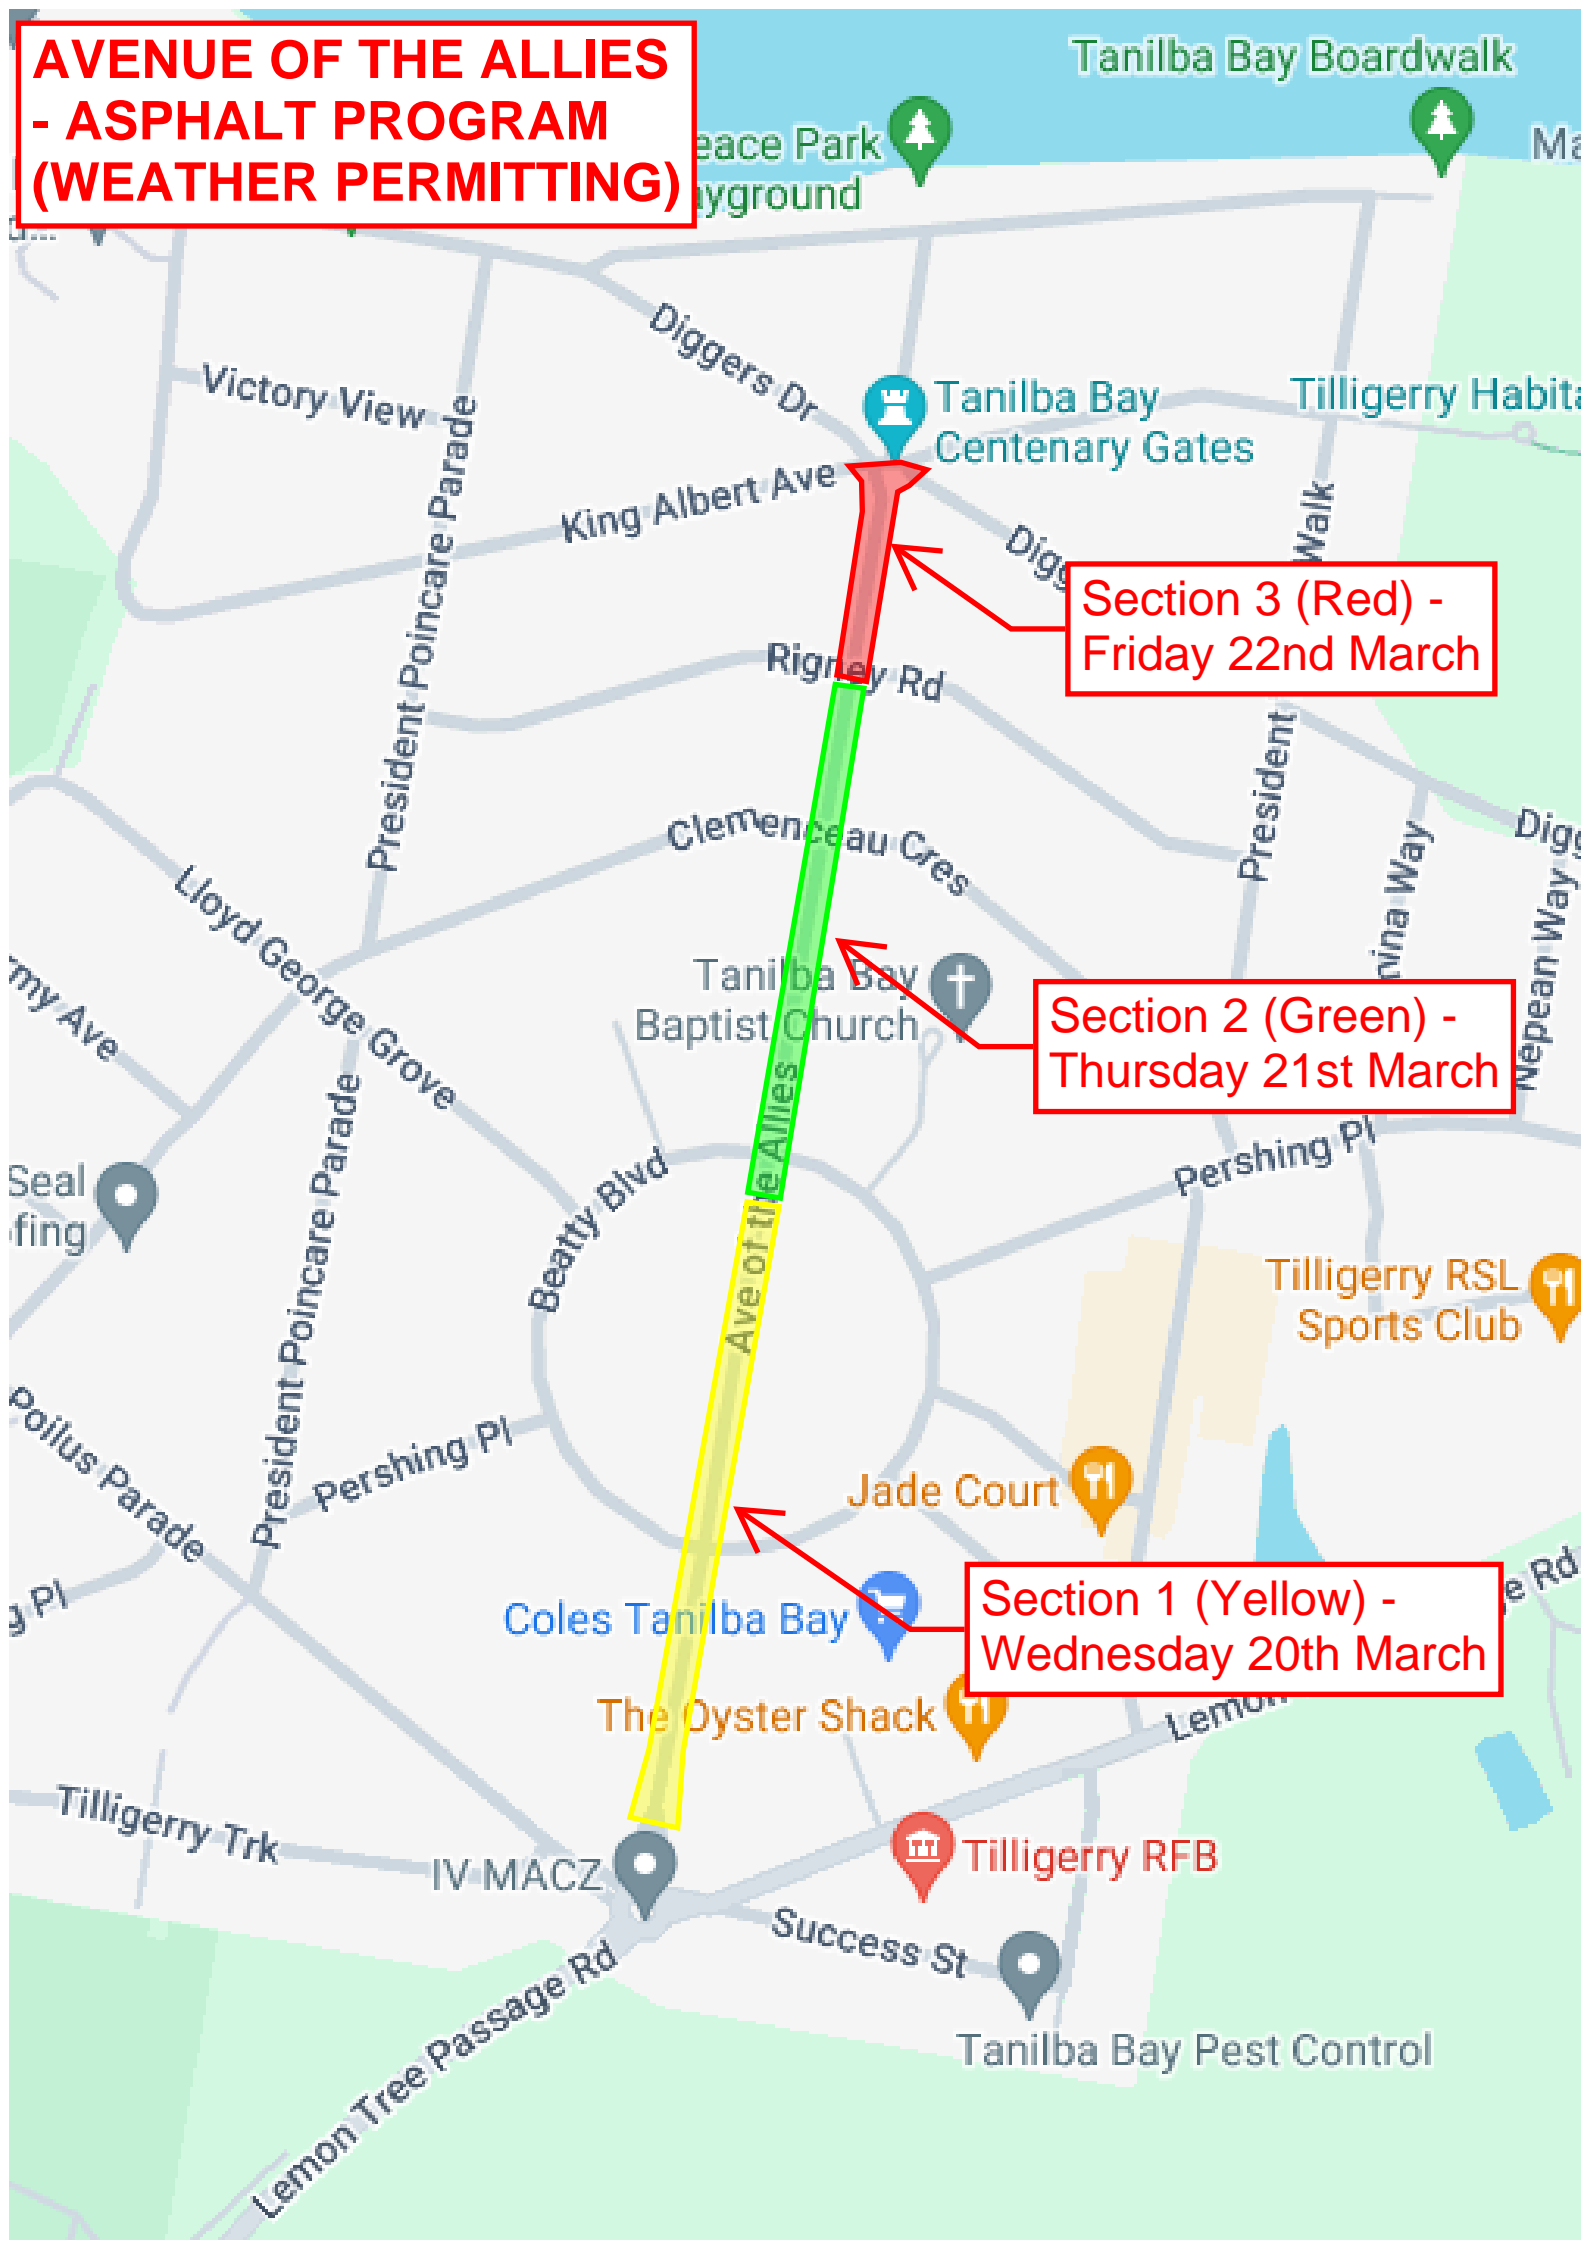 AVENUE OF THE ALLIES
- ASPHALT PROGRAM
(WEATHER PERMITTING)
Tanilba Bay Boardwalk
Park
Diggers Dr
Victory View
Tanilba Bay
Centenary Gates
Tilligerry
King Albert Ave
President Poincare Parade
Walk
Section 3 (Red) -
Friday 22nd March
Rigney Rd
President
Clemenceau Cres
Lloyd George Grove
Way
Nepean Way
Tanilba Bay
Baptist Church
Ave
Section 2 (Green) -
Thursday 21st March
Ave of the Allies
Pershing Pl
Beatty Blvd
Seal
President Poincare Parade
Tilligerry RSL
Sports Club
Poilus Parade
Pershing Pl
Jade Court
Pl
Rd
Section 1 (Yellow) -
Wednesday 20th March
Coles Tanilba Bay
The Oyster Shack
Lemon
Tilligerry Trk
IV MACZ
Tilligerry RFB
Success St
Lemon Tree Passage Rd
Tanilba Bay Pest Control